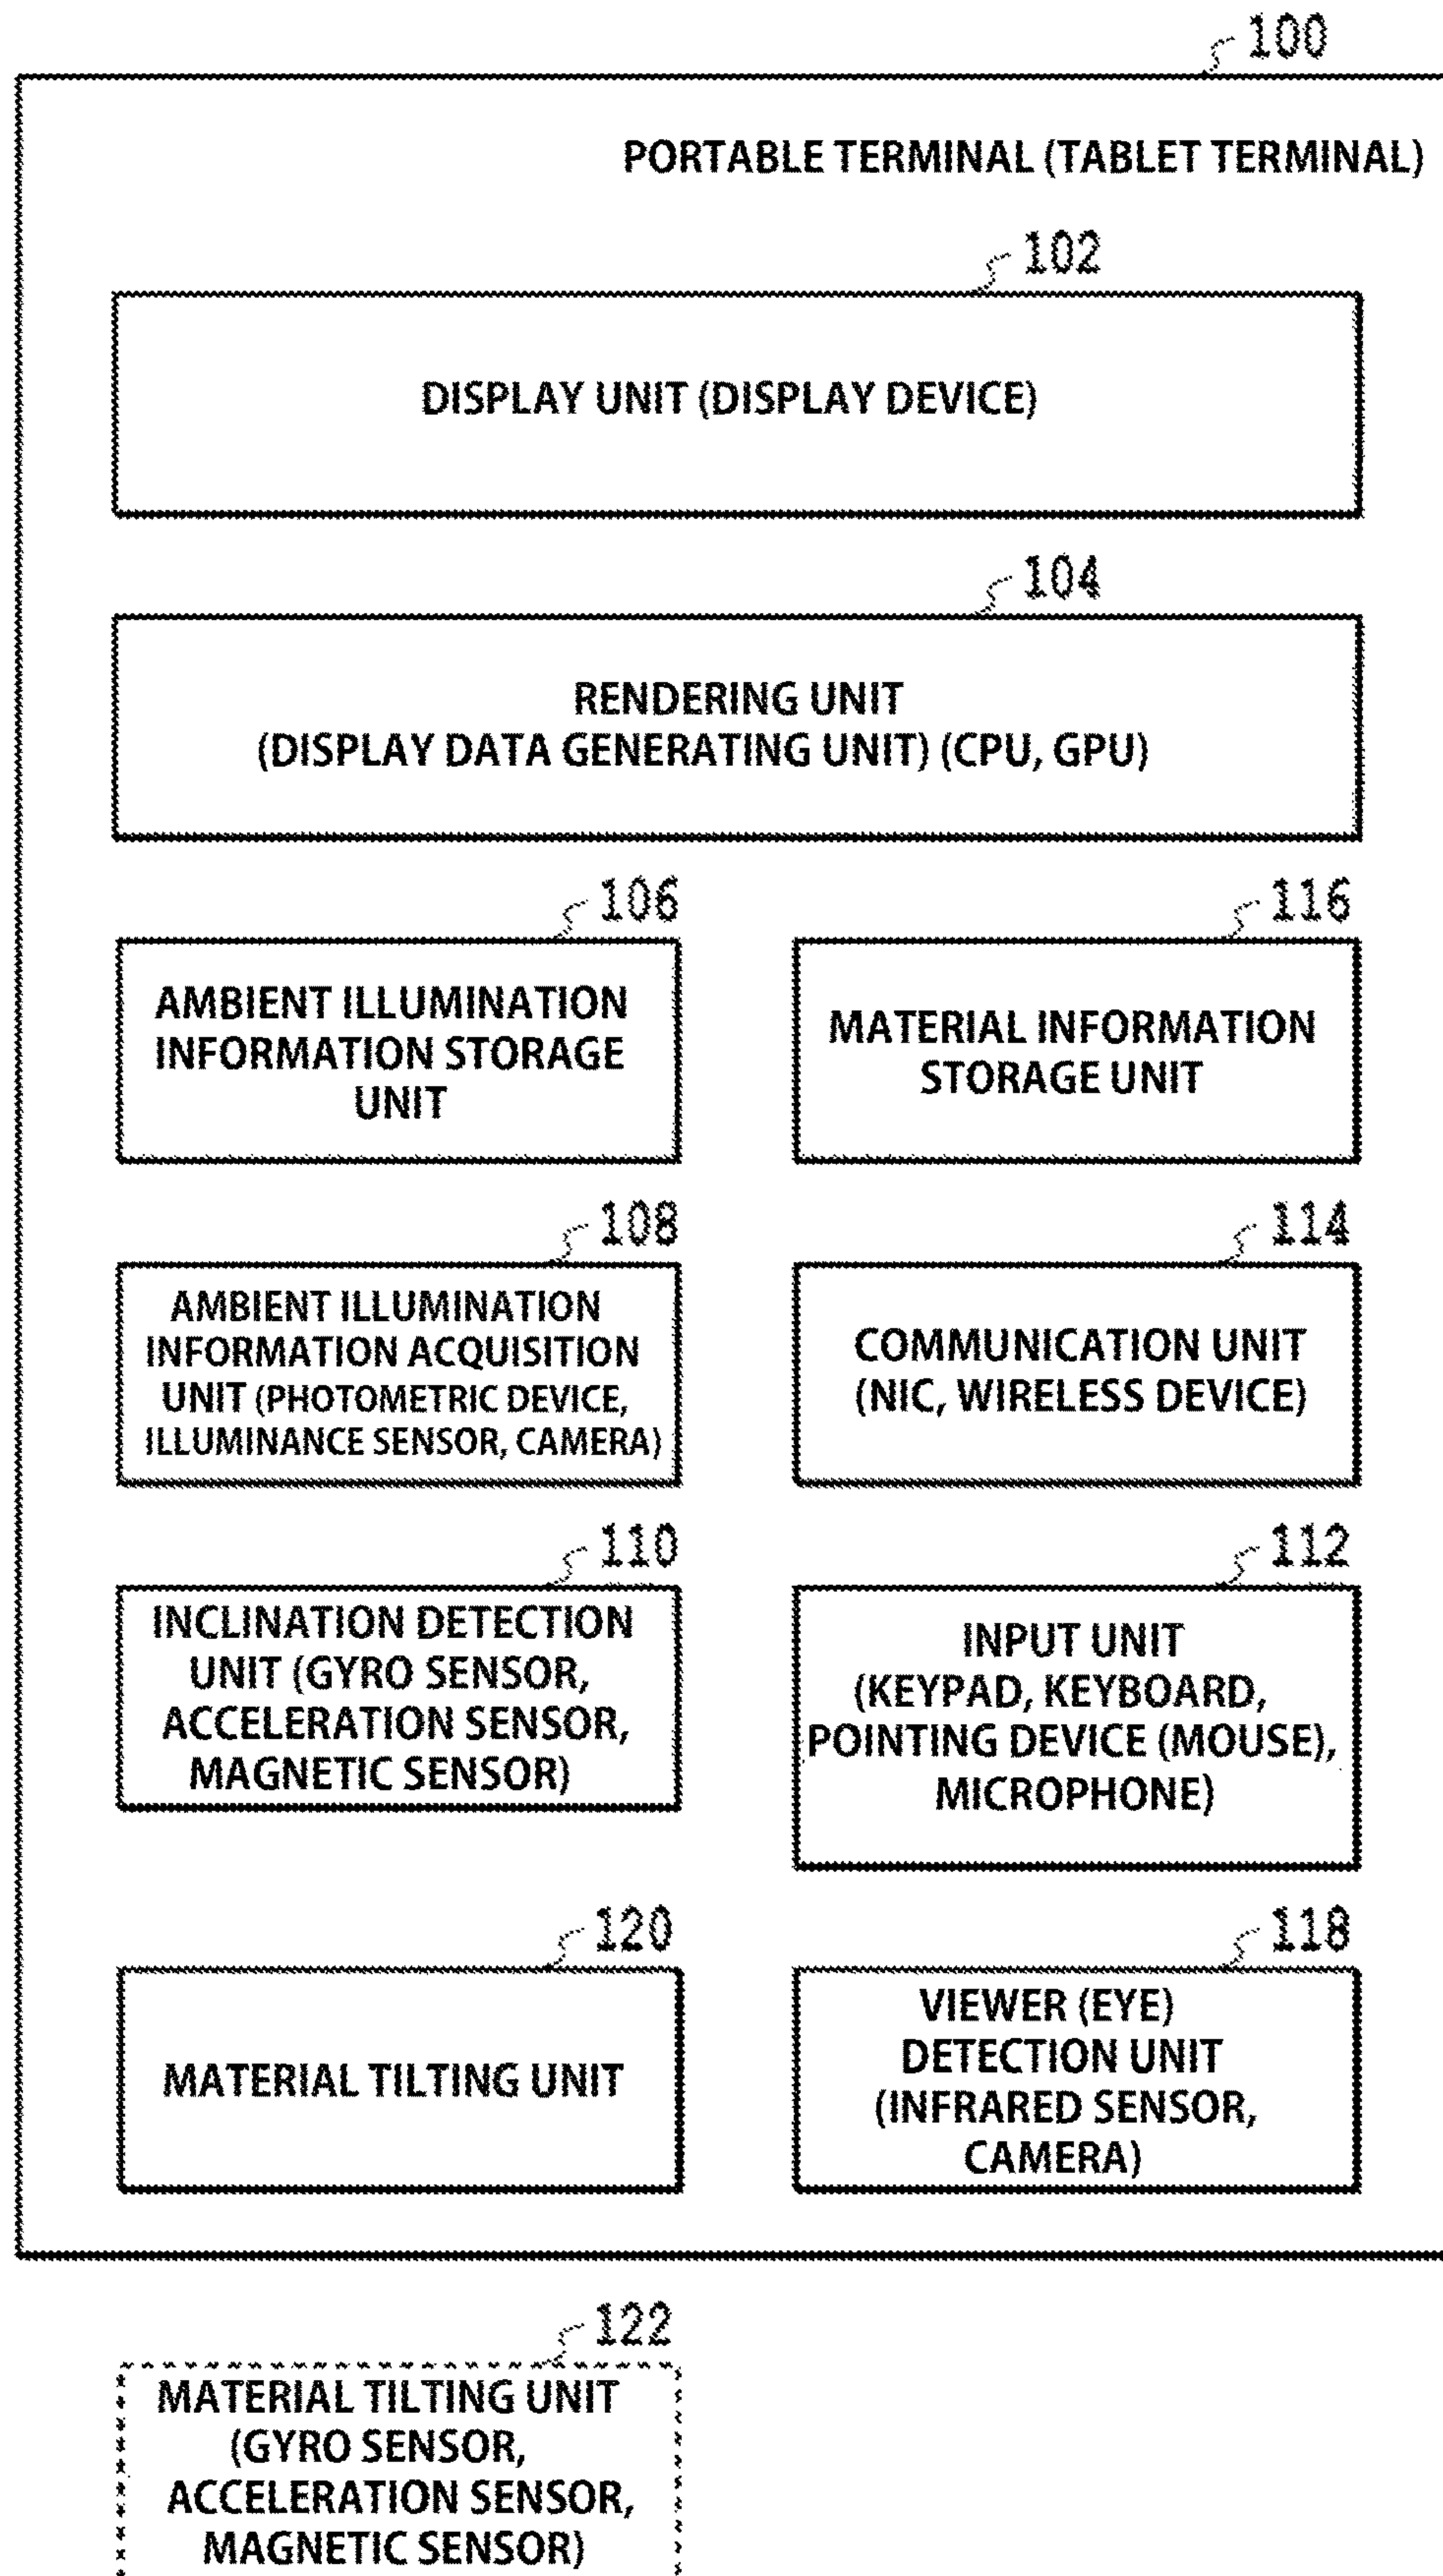 100
PORTABLE TERMINAL (TABLET TERMINAL)
102
DISPLAY UNIT (DISPLAY DEVICE)
104
RENDERING UNIT
(DISPLAY DATA GENERATING UNIT) (CPU, GPU)
106
AMBIENT ILLUMINATION
INFORMATION STORAGE
UNIT
116
MATERIAL INFORMATION
STORAGE UNIT
108
AMBIENT ILLUMINATION
INFORMATION ACQUISITION
UNIT (PHOTOMETRIC DEVICE,
ILLUMINANCE SENSOR, CAMERA)
114
COMMUNICATION UNIT
(NIC, WIRELESS DEVICE)
110
INCLINATION DETECTION
UNIT (GYRO SENSOR,
ACCELERATION SENSOR,
MAGNETIC SENSOR)
112
INPUT UNIT
(KEYPAD, KEYBOARD,
POINTING DEVICE (MOUSE),
MICROPHONE)
120
MATERIAL TILTING UNIT
118
VIEWER (EYE)
DETECTION UNIT
(INFRARED SENSOR,
CAMERA)
122
MATERIAL TILTING UNIT
(GYRO SENSOR,
ACCELERATION SENSOR,
MAGNETIC SENSOR)